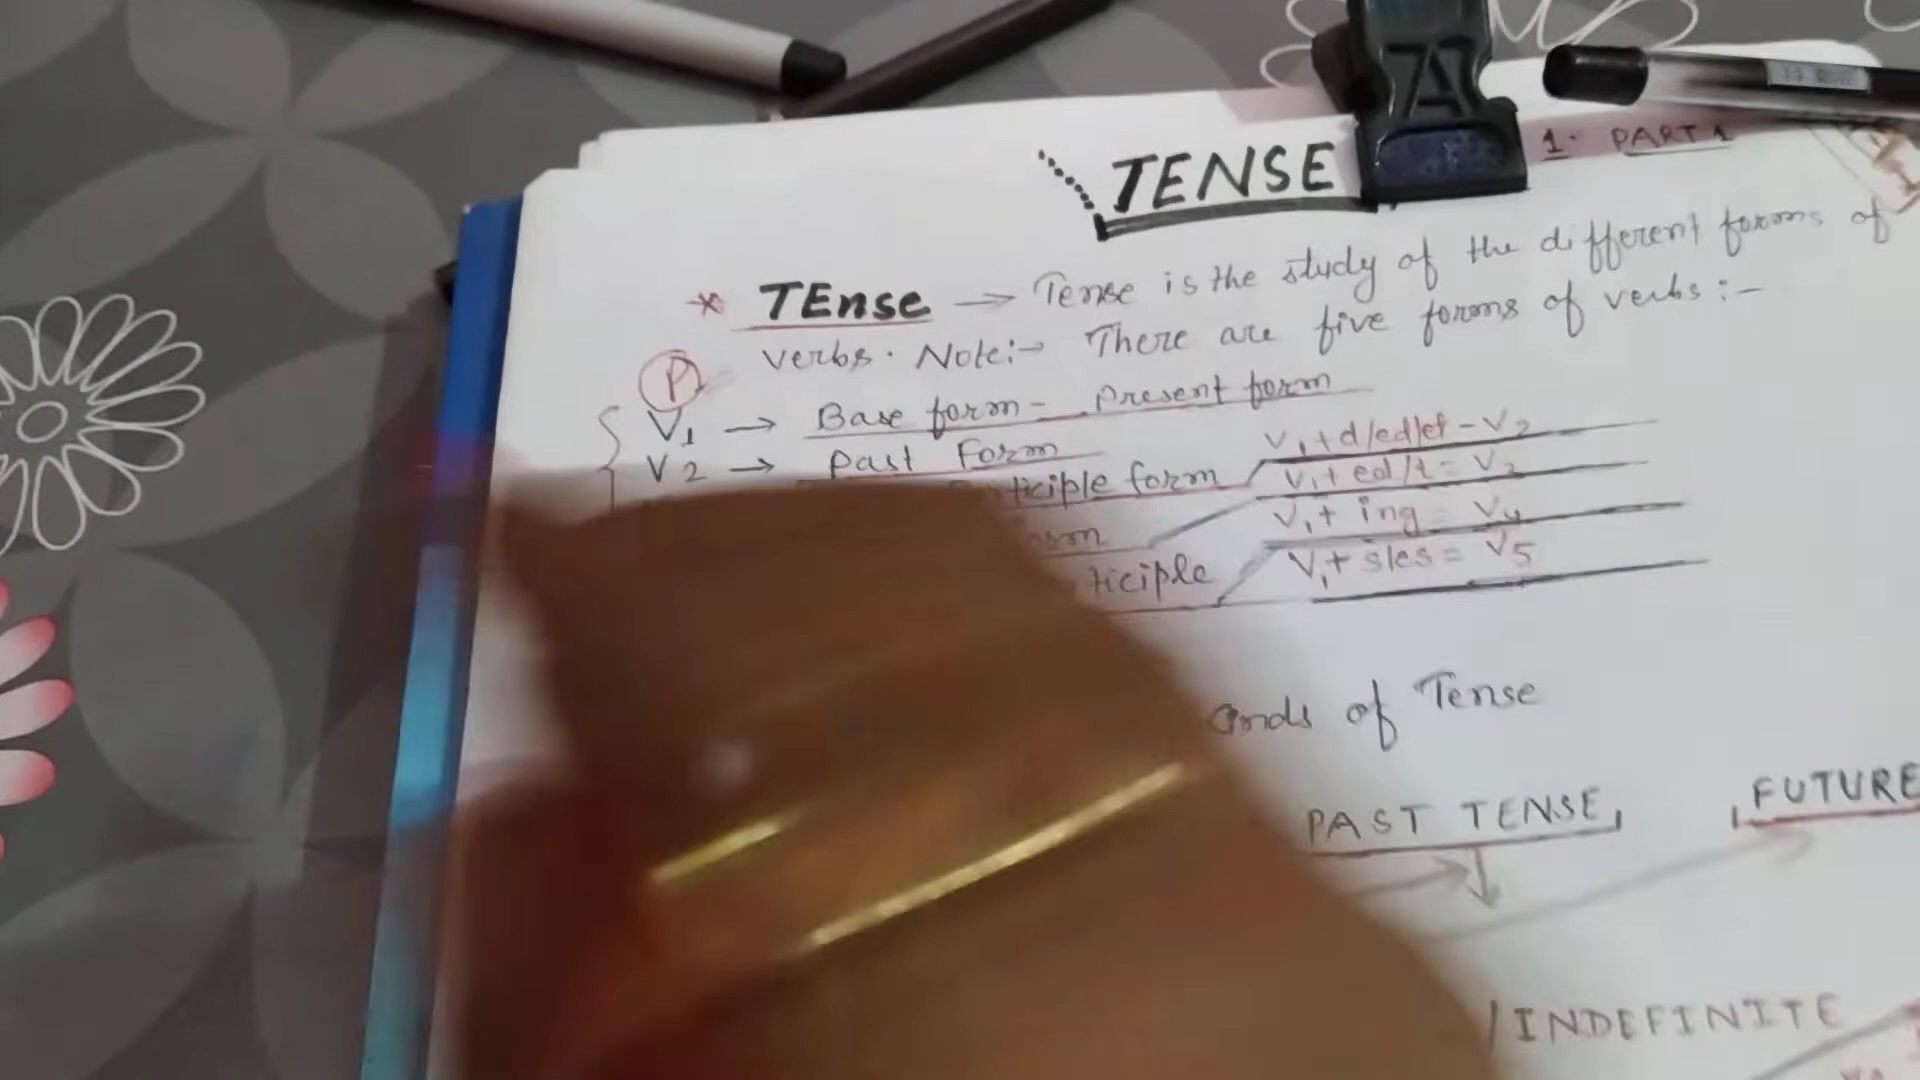 TENSE
1. PART 1
* TEnse → Tense is the study of the different forms of
verbs. Note:→ There are five forms of verbs :-
P
V1 → Base form - Present form
V2 → Past Form
ticiple form
ticiple
V1+d/ed/et - V2
V1+ ed/t = V3
V1+ ing = V4
V1+ s/es = V5
of Tense
PAST TENSE
FUTURE
/INDEFINITE